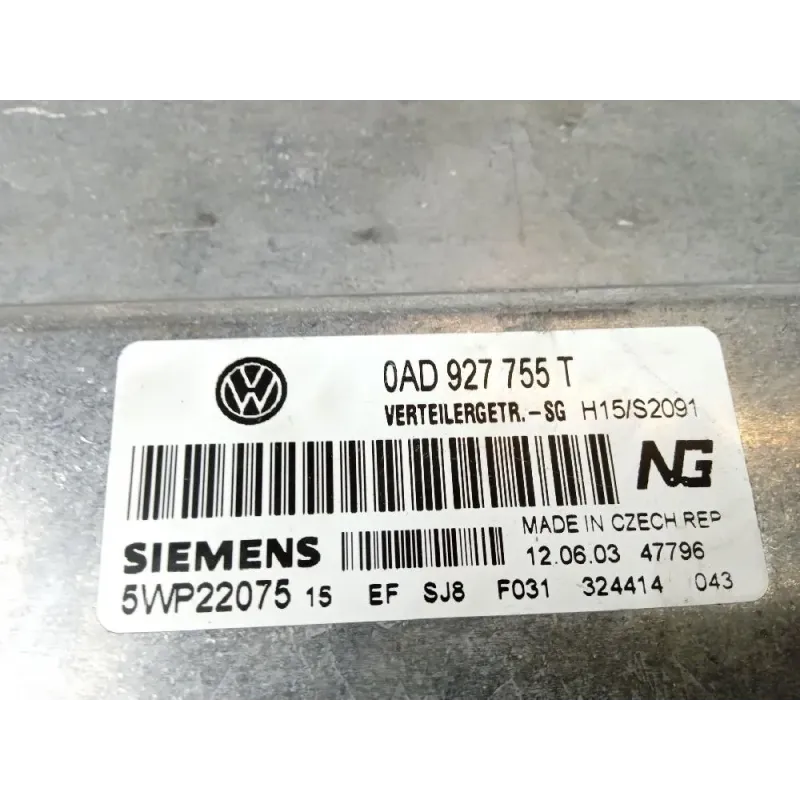 0AD 927 755 T
VERTEILERGETR.-SG H15/S2091
NG
MADE IN CZECH REP
SIEMENS 12.06.03 47796
5WP22075 15 EF SJ8 F031 324414 043